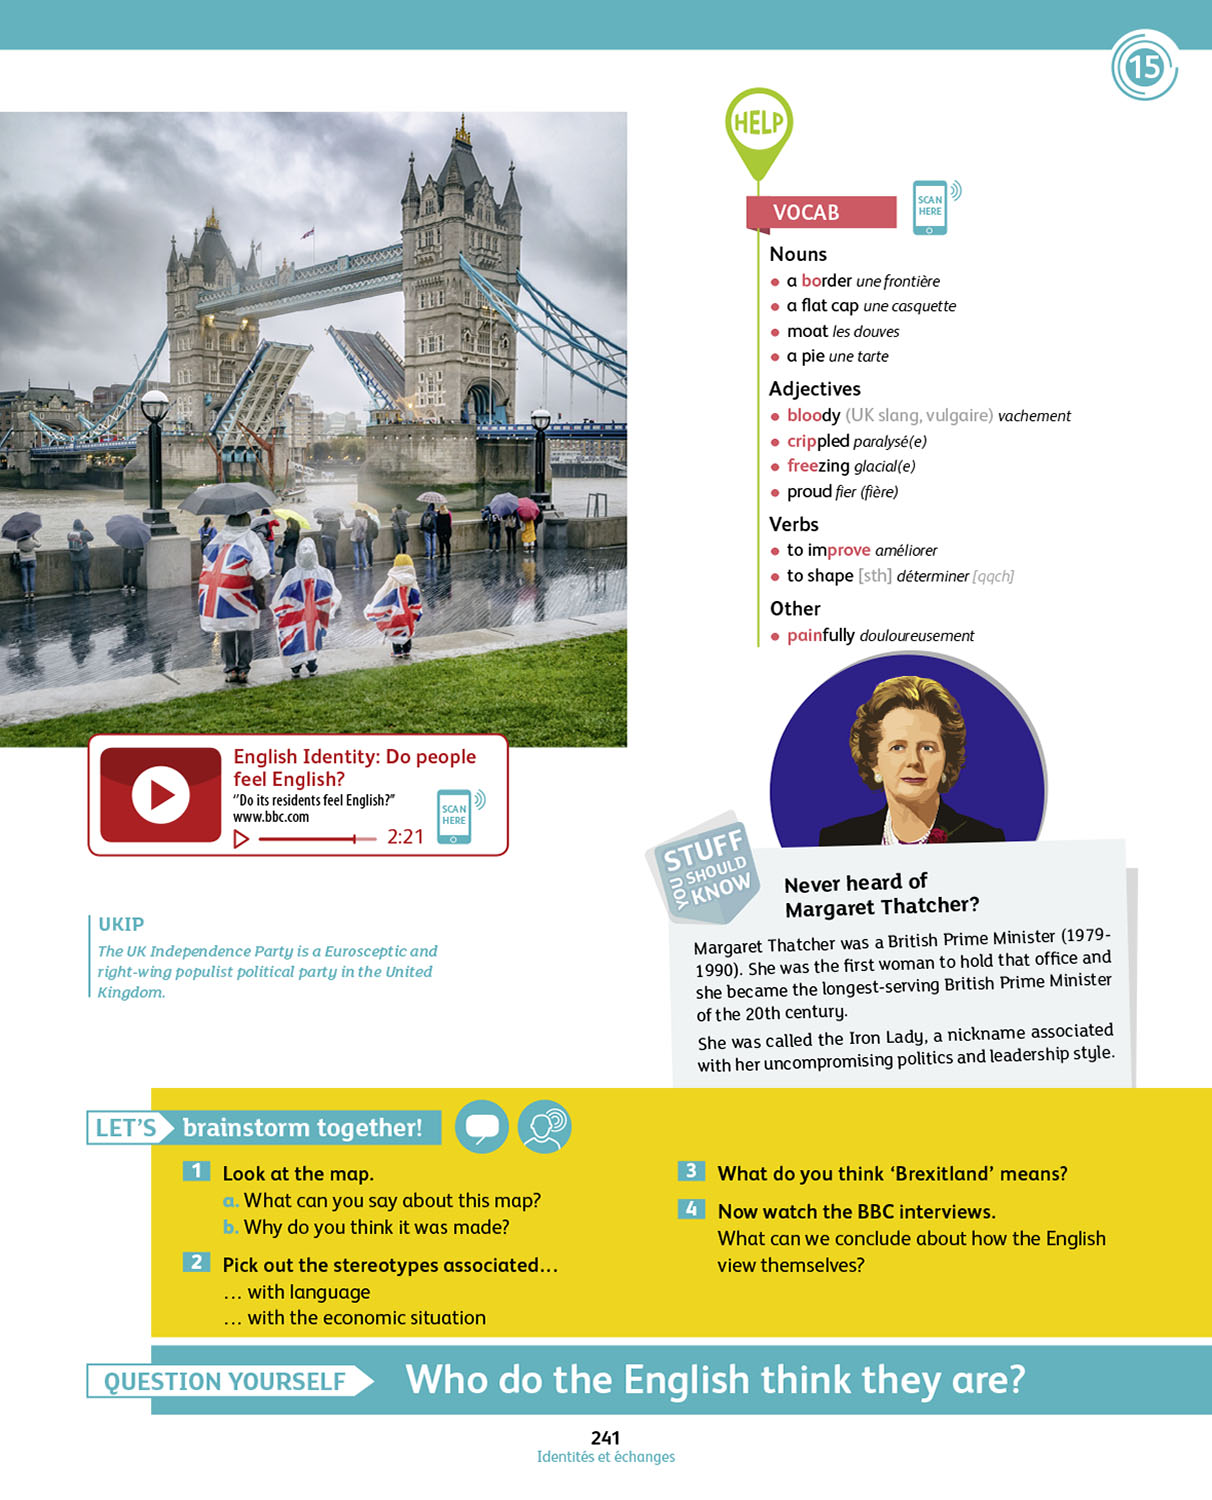 15
HELP
VOCAB
SCAN
HERE
Nouns
• a border une frontière
• a flat cap une casquette
• moat les douves
• a pie une tarte
Adjectives
• bloody (UK slang, vulgaire) vachement
• crippled paralysé(e)
• freezing glacial(e)
• proud fier (fière)
Verbs
• to improve améliorer
• to shape [sth] déterminer [qqch]
Other
• painfully douloureusement
English Identity: Do people
feel English?
“Do its residents feel English?”
www.bbc.com
2:21
SCAN
HERE
UKIP
The UK Independence Party is a Eurosceptic and
right-wing populist political party in the United
Kingdom.
STUFF
YOU SHOULD
KNOW
Never heard of
Margaret Thatcher?
Margaret Thatcher was a British Prime Minister (1979-
1990). She was the first woman to hold that office and
she became the longest-serving British Prime Minister
of the 20th century.
She was called the Iron Lady, a nickname associated
with her uncompromising politics and leadership style.
LET’S brainstorm together!
1 Look at the map.
a. What can you say about this map?
b. Why do you think it was made?
2 Pick out the stereotypes associated…
… with language
… with the economic situation
3 What do you think ‘Brexitland’ means?
4 Now watch the BBC interviews.
What can we conclude about how the English
view themselves?
QUESTION YOURSELF Who do the English think they are?
241
Identités et échanges